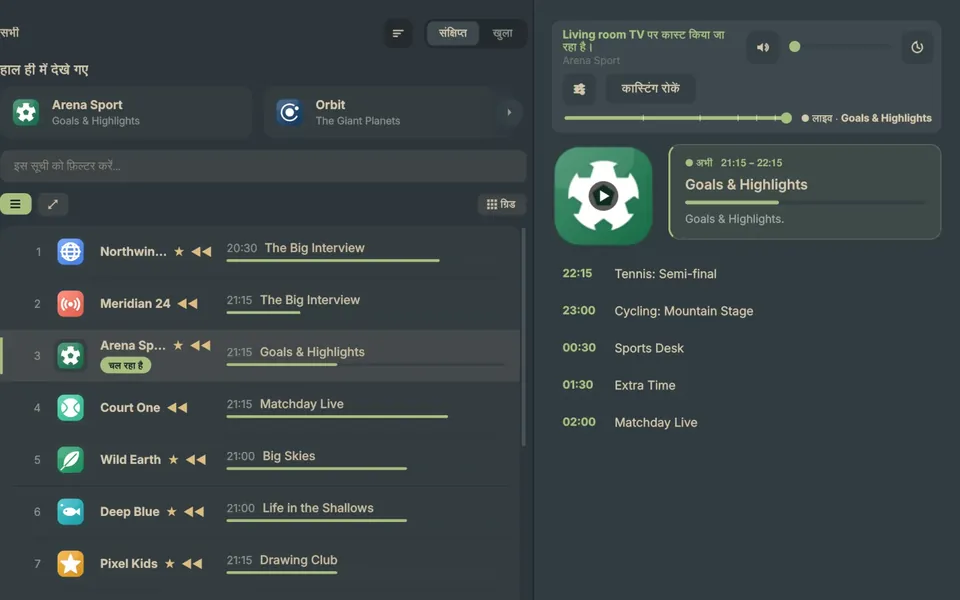 सभी
संक्षिप्त
खुला
हाल ही में देखे गए
Arena Sport
Goals & Highlights
Orbit
The Giant Planets
इस सूची को फ़िल्टर करें...
ग्रिड
1 Northwin... 20:30 The Big Interview
2 Meridian 24 21:15 The Big Interview
3 Arena Sp... 21:15 Goals & Highlights
चल रहा है
4 Court One 21:15 Matchday Live
5 Wild Earth 21:00 Big Skies
6 Deep Blue 21:00 Life in the Shallows
7 Pixel Kids 21:15 Drawing Club
Living room TV पर कास्ट किया जा
रहा है।
Arena Sport
कास्टिंग रोकें
लाइव · Goals & Highlights
अभी 21:15 – 22:15
Goals & Highlights
Goals & Highlights.
22:15 Tennis: Semi-final
23:00 Cycling: Mountain Stage
00:30 Sports Desk
01:30 Extra Time
02:00 Matchday Live